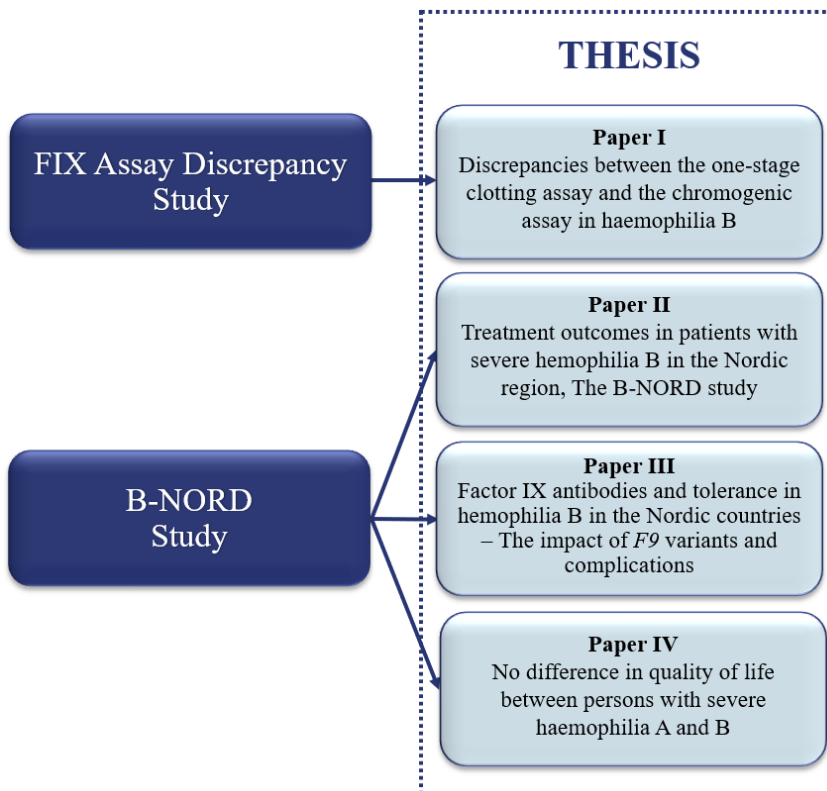 THESIS
FIX Assay Discrepancy
Study
Paper I
Discrepancies between the one-stage
clotting assay and the chromogenic
assay in haemophilia B
Paper II
Treatment outcomes in patients with
severe hemophilia B in the Nordic
region, The B-NORD study
B-NORD
Study
Paper III
Factor IX antibodies and tolerance in
hemophilia B in the Nordic countries
– The impact of F9 variants and
complications
Paper IV
No difference in quality of life
between persons with severe
haemophilia A and B